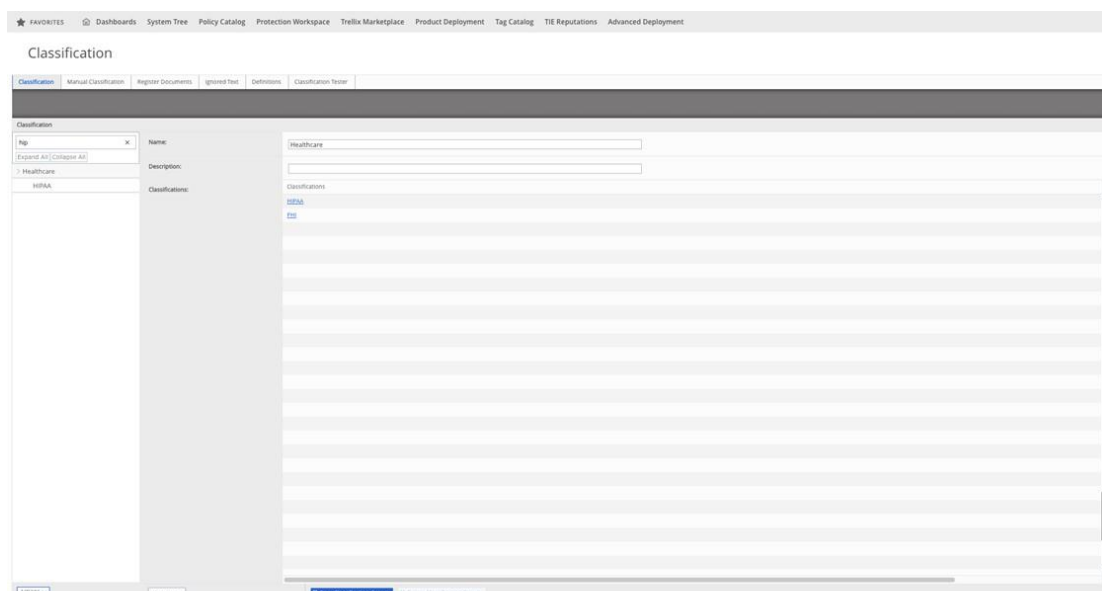 FAVORITES Dashboards System Tree Policy Catalog Protection Workspace Trellix Marketplace Product Deployment Tag Catalog TIE Reputations Advanced Deployment
Classification
Classification Manual Classification Register Documents Ignored Text Definitions Classification Tester
Classification
hip × Name: Healthcare
Expand All Collapse All
Description:
> Healthcare
Classifications: Classifications
HIPAA
HIPAA
PHI